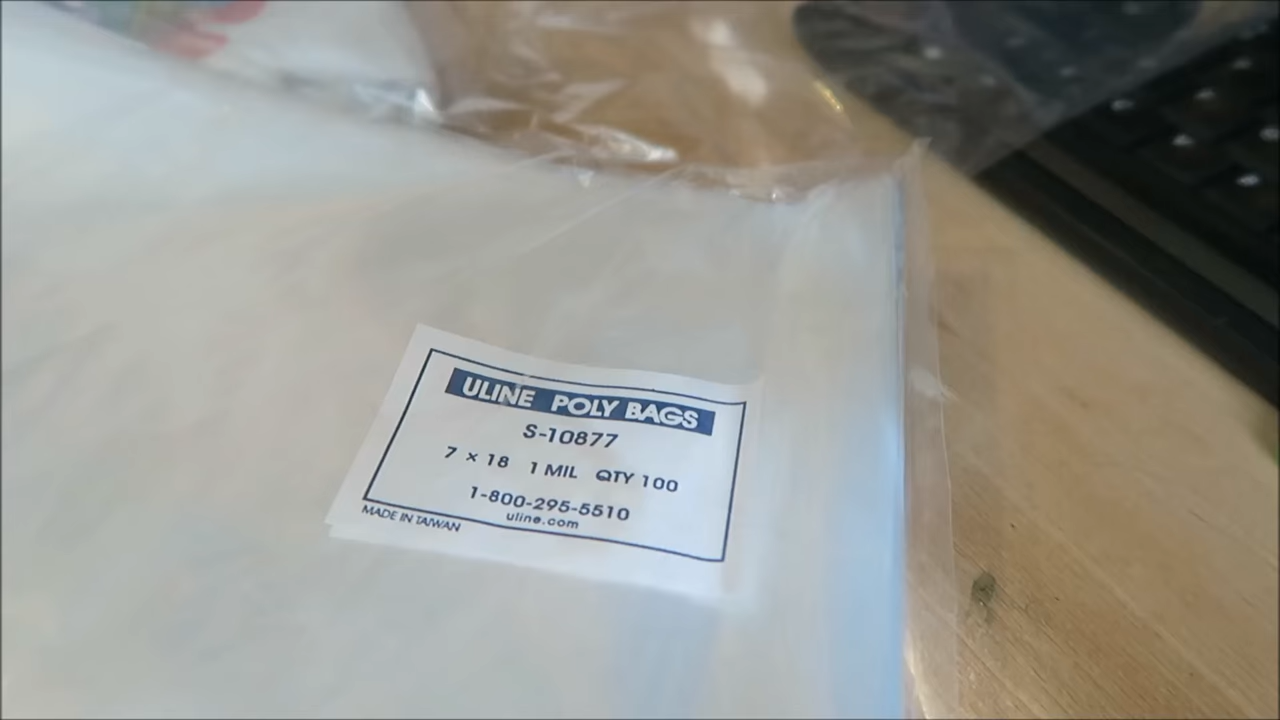 ULINE POLY BAGS
S-10877
7 × 18 1 MIL QTY 100
1-800-295-5510
uline.com
MADE IN TAIWAN